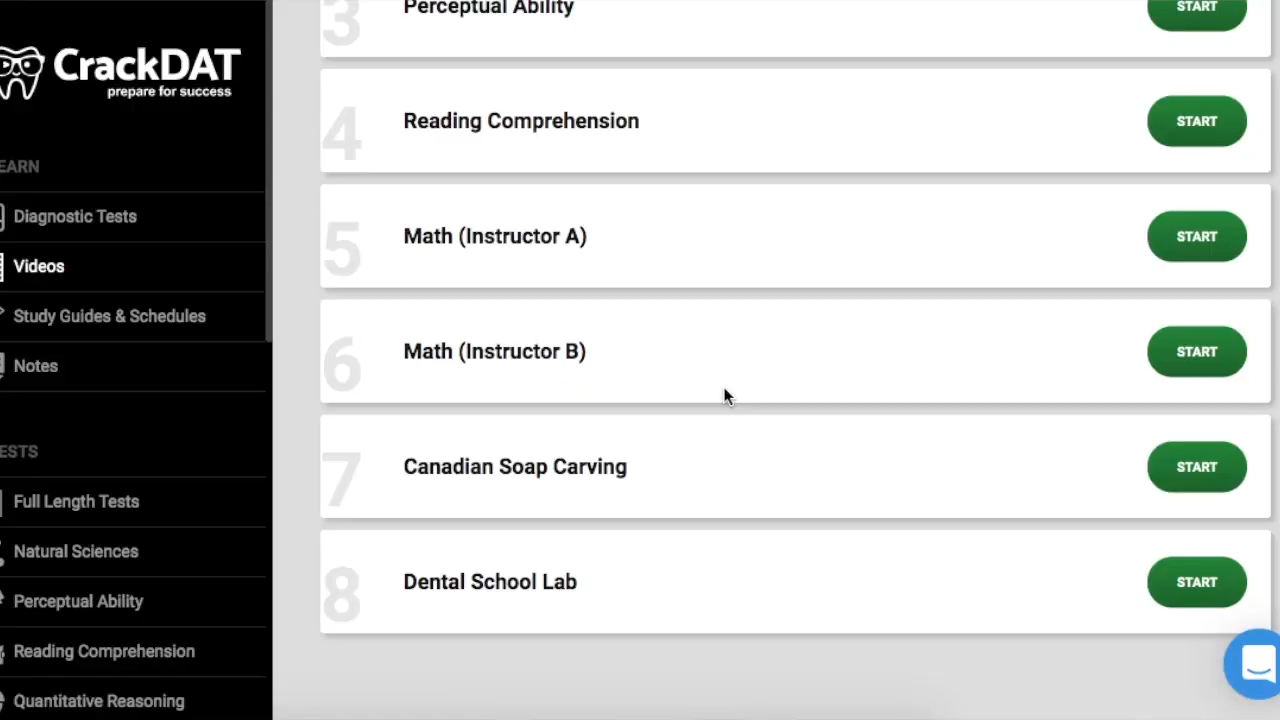 CrackDAT
prepare for success
EARN
Diagnostic Tests
Videos
Study Guides & Schedules
Notes
ESTS
Full Length Tests
Natural Sciences
Perceptual Ability
Reading Comprehension
Quantitative Reasoning
3
Perceptual Ability
START
4
Reading Comprehension
START
5
Math (Instructor A)
START
6
Math (Instructor B)
START
7
Canadian Soap Carving
START
8
Dental School Lab
START